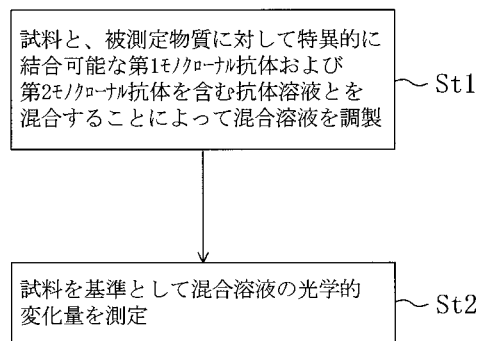 試料と、被測定物質に対して特異的に
結合可能な第1ﾓﾉｸﾛｰﾅﾙ抗体および
第2ﾓﾉｸﾛｰﾅﾙ抗体を含む抗体溶液とを
混合することによって混合溶液を調製
St1
試料を基準として混合溶液の光学的
変化量を測定
St2